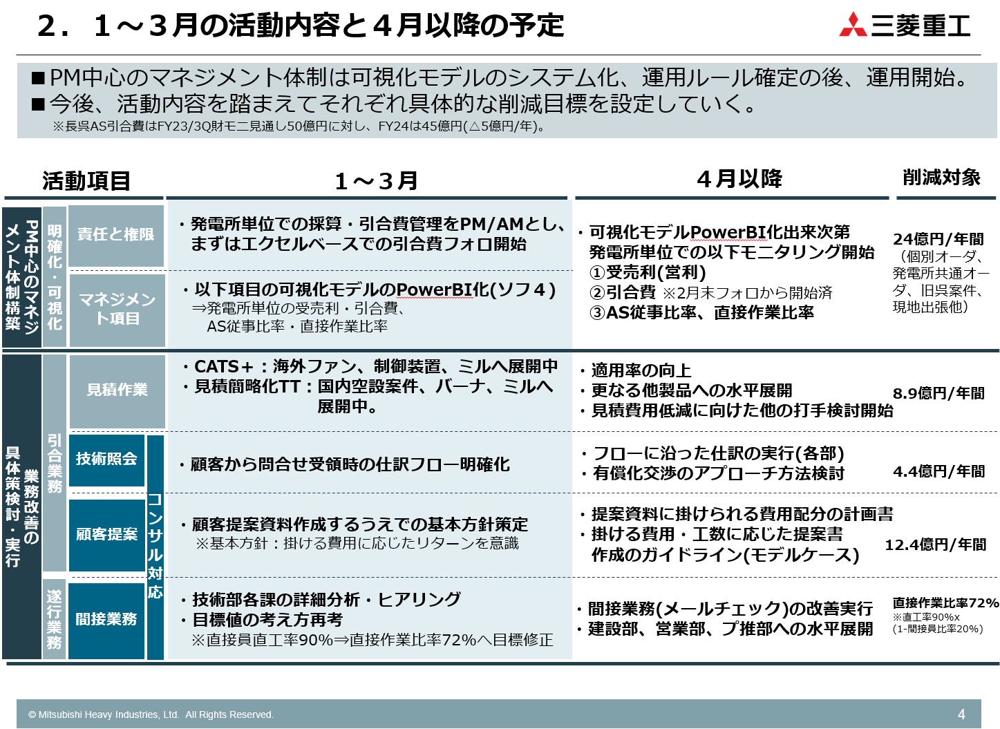 ２．１～３月の活動内容と４月以降の予定
三菱重工
■PM中心のマネジメント体制は可視化モデルのシステム化、運用ルール確定の後、運用開始。
■今後、活動内容を踏まえてそれぞれ具体的な削減目標を設定していく。
※長呉AS引合費はFY23/3Q財モニ見通し50億円に対し、FY24は45億円(△5億円/年)。
活動項目
１～３月
４月以降
削減対象
PM中心のマネジ
メント体制構築
明確化・可視化
責任と権限
・発電所単位での採算・引合費管理をPM/AMとし、
まずはエクセルベースでの引合費フォロ開始
マネジメン
ト項目
・以下項目の可視化モデルのPowerBI化(ソフ４)
⇒発電所単位の受売利・引合費、
AS従事比率・直接作業比率
・可視化モデルPowerBI化出来次第
発電所単位での以下モニタリング開始
①受売利(営利)
②引合費 ※2月末フォロから開始済
③AS従事比率、直接作業比率
24億円/年間
（個別オーダ、
発電所共通オー
ダ、旧呉案件、
現地出張他）
業務改善の
具体策検討・実行
引合業務
見積作業
・CATS＋：海外ファン、制御装置、ミルへ展開中
・見積簡略化TT：国内空設案件、バーナ、ミルへ
展開中。
・適用率の向上
・更なる他製品への水平展開
・見積費用低減に向けた他の打手検討開始
8.9億円/年間
技術照会
コンサル対応
・顧客から問合せ受領時の仕訳フロー明確化
・フローに沿った仕訳の実行(各部)
・有償化交渉のアプローチ方法検討
4.4億円/年間
顧客提案
・顧客提案資料作成するうえでの基本方針策定
※基本方針：掛ける費用に応じたリターンを意識
・提案資料に掛けられる費用配分の計画書
・掛ける費用・工数に応じた提案書
作成のガイドライン(モデルケース)
12.4億円/年間
遂行業務
間接業務
・技術部各課の詳細分析・ヒアリング
・目標値の考え方再考
※直接員直工率90%⇒直接作業比率72%へ目標修正
・間接業務(メールチェック)の改善実行
・建設部、営業部、プ推部への水平展開
直接作業比率72%
※直工率90%x
(1-間接員比率20%)
© Mitsubishi Heavy Industries, Ltd. All Rights Reserved.
4